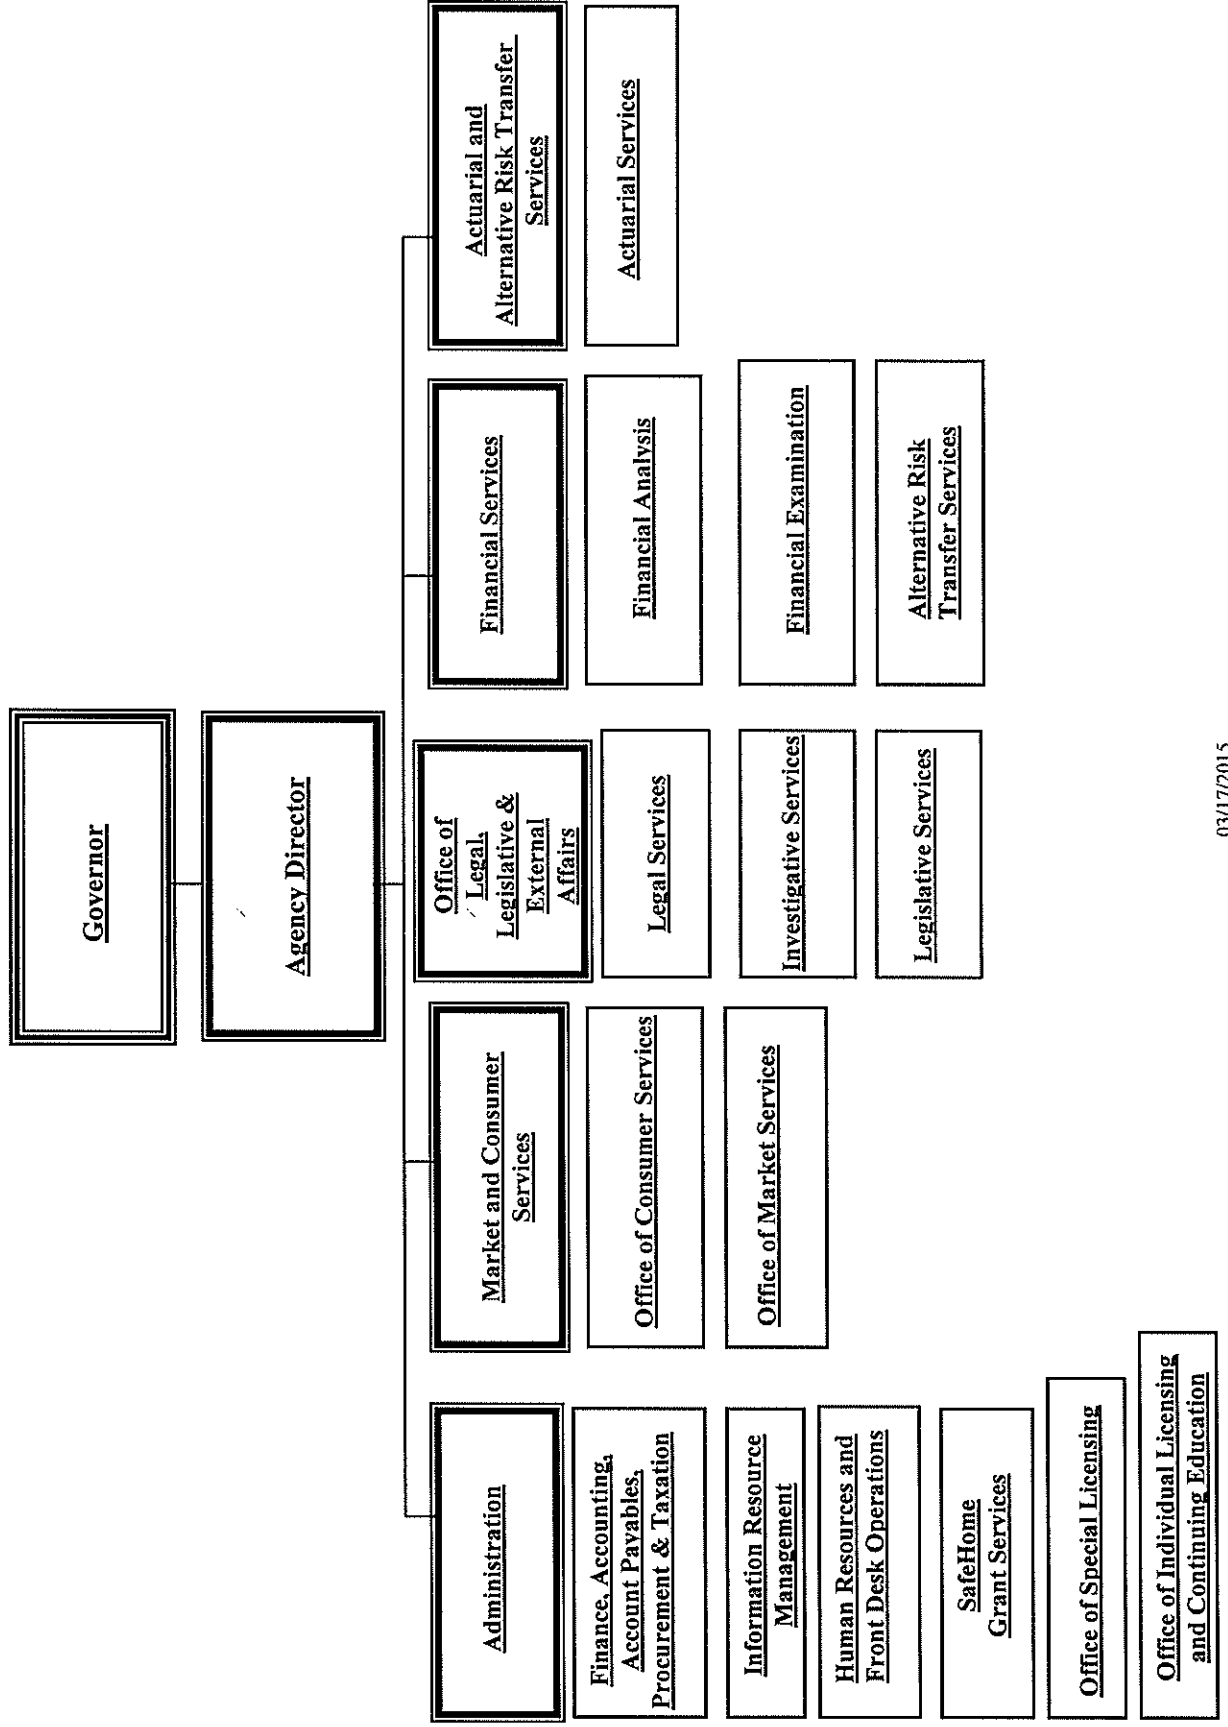 Governor
Agency Director
Administration
Finance, Accounting,
Account Payables,
Procurement & Taxation
Information Resource
Management
Human Resources and
Front Desk Operations
SafeHome
Grant Services
Office of Special Licensing
Office of Individual Licensing
and Continuing Education
Market and Consumer
Services
Office of Consumer Services
Office of Market Services
Office of
Legal,
Legislative &
External
Affairs
Legal Services
Investigative Services
Legislative Services
Financial Services
Financial Analysis
Financial Examination
Alternative Risk
Transfer Services
Actuarial and
Alternative Risk Transfer
Services
Actuarial Services
03/17/2015